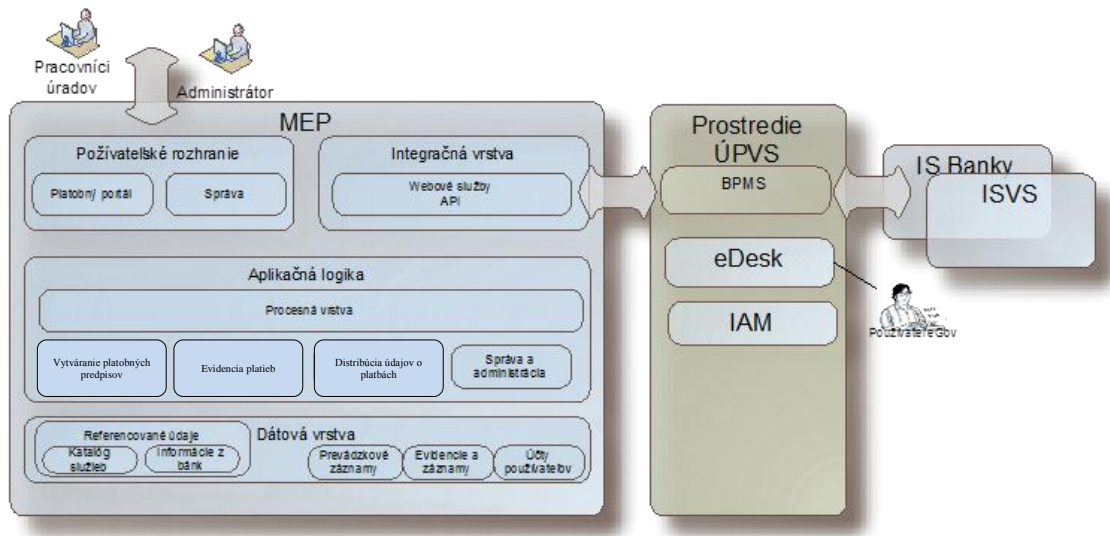 Pracovníci
úradov
Administrátor
MEP
Požívateľské rozhranie
Platobný portál
Správa
Integračná vrstva
Webové služby
API
Aplikačná logika
Procesná vrstva
Vytváranie platobných
predpisov
Evidencia platieb
Distribúcia údajov o
platbách
Správa a
administrácia
Dátová vrstva
Referencované údaje
Katalóg
služieb
Informácie z
bánk
Prevádzkové
záznamy
Evidencie a
záznamy
Účty
používateľov
Prostredie
ÚPVS
BPMS
eDesk
IAM
IS Banky
ISVS
PoužívateľeGov